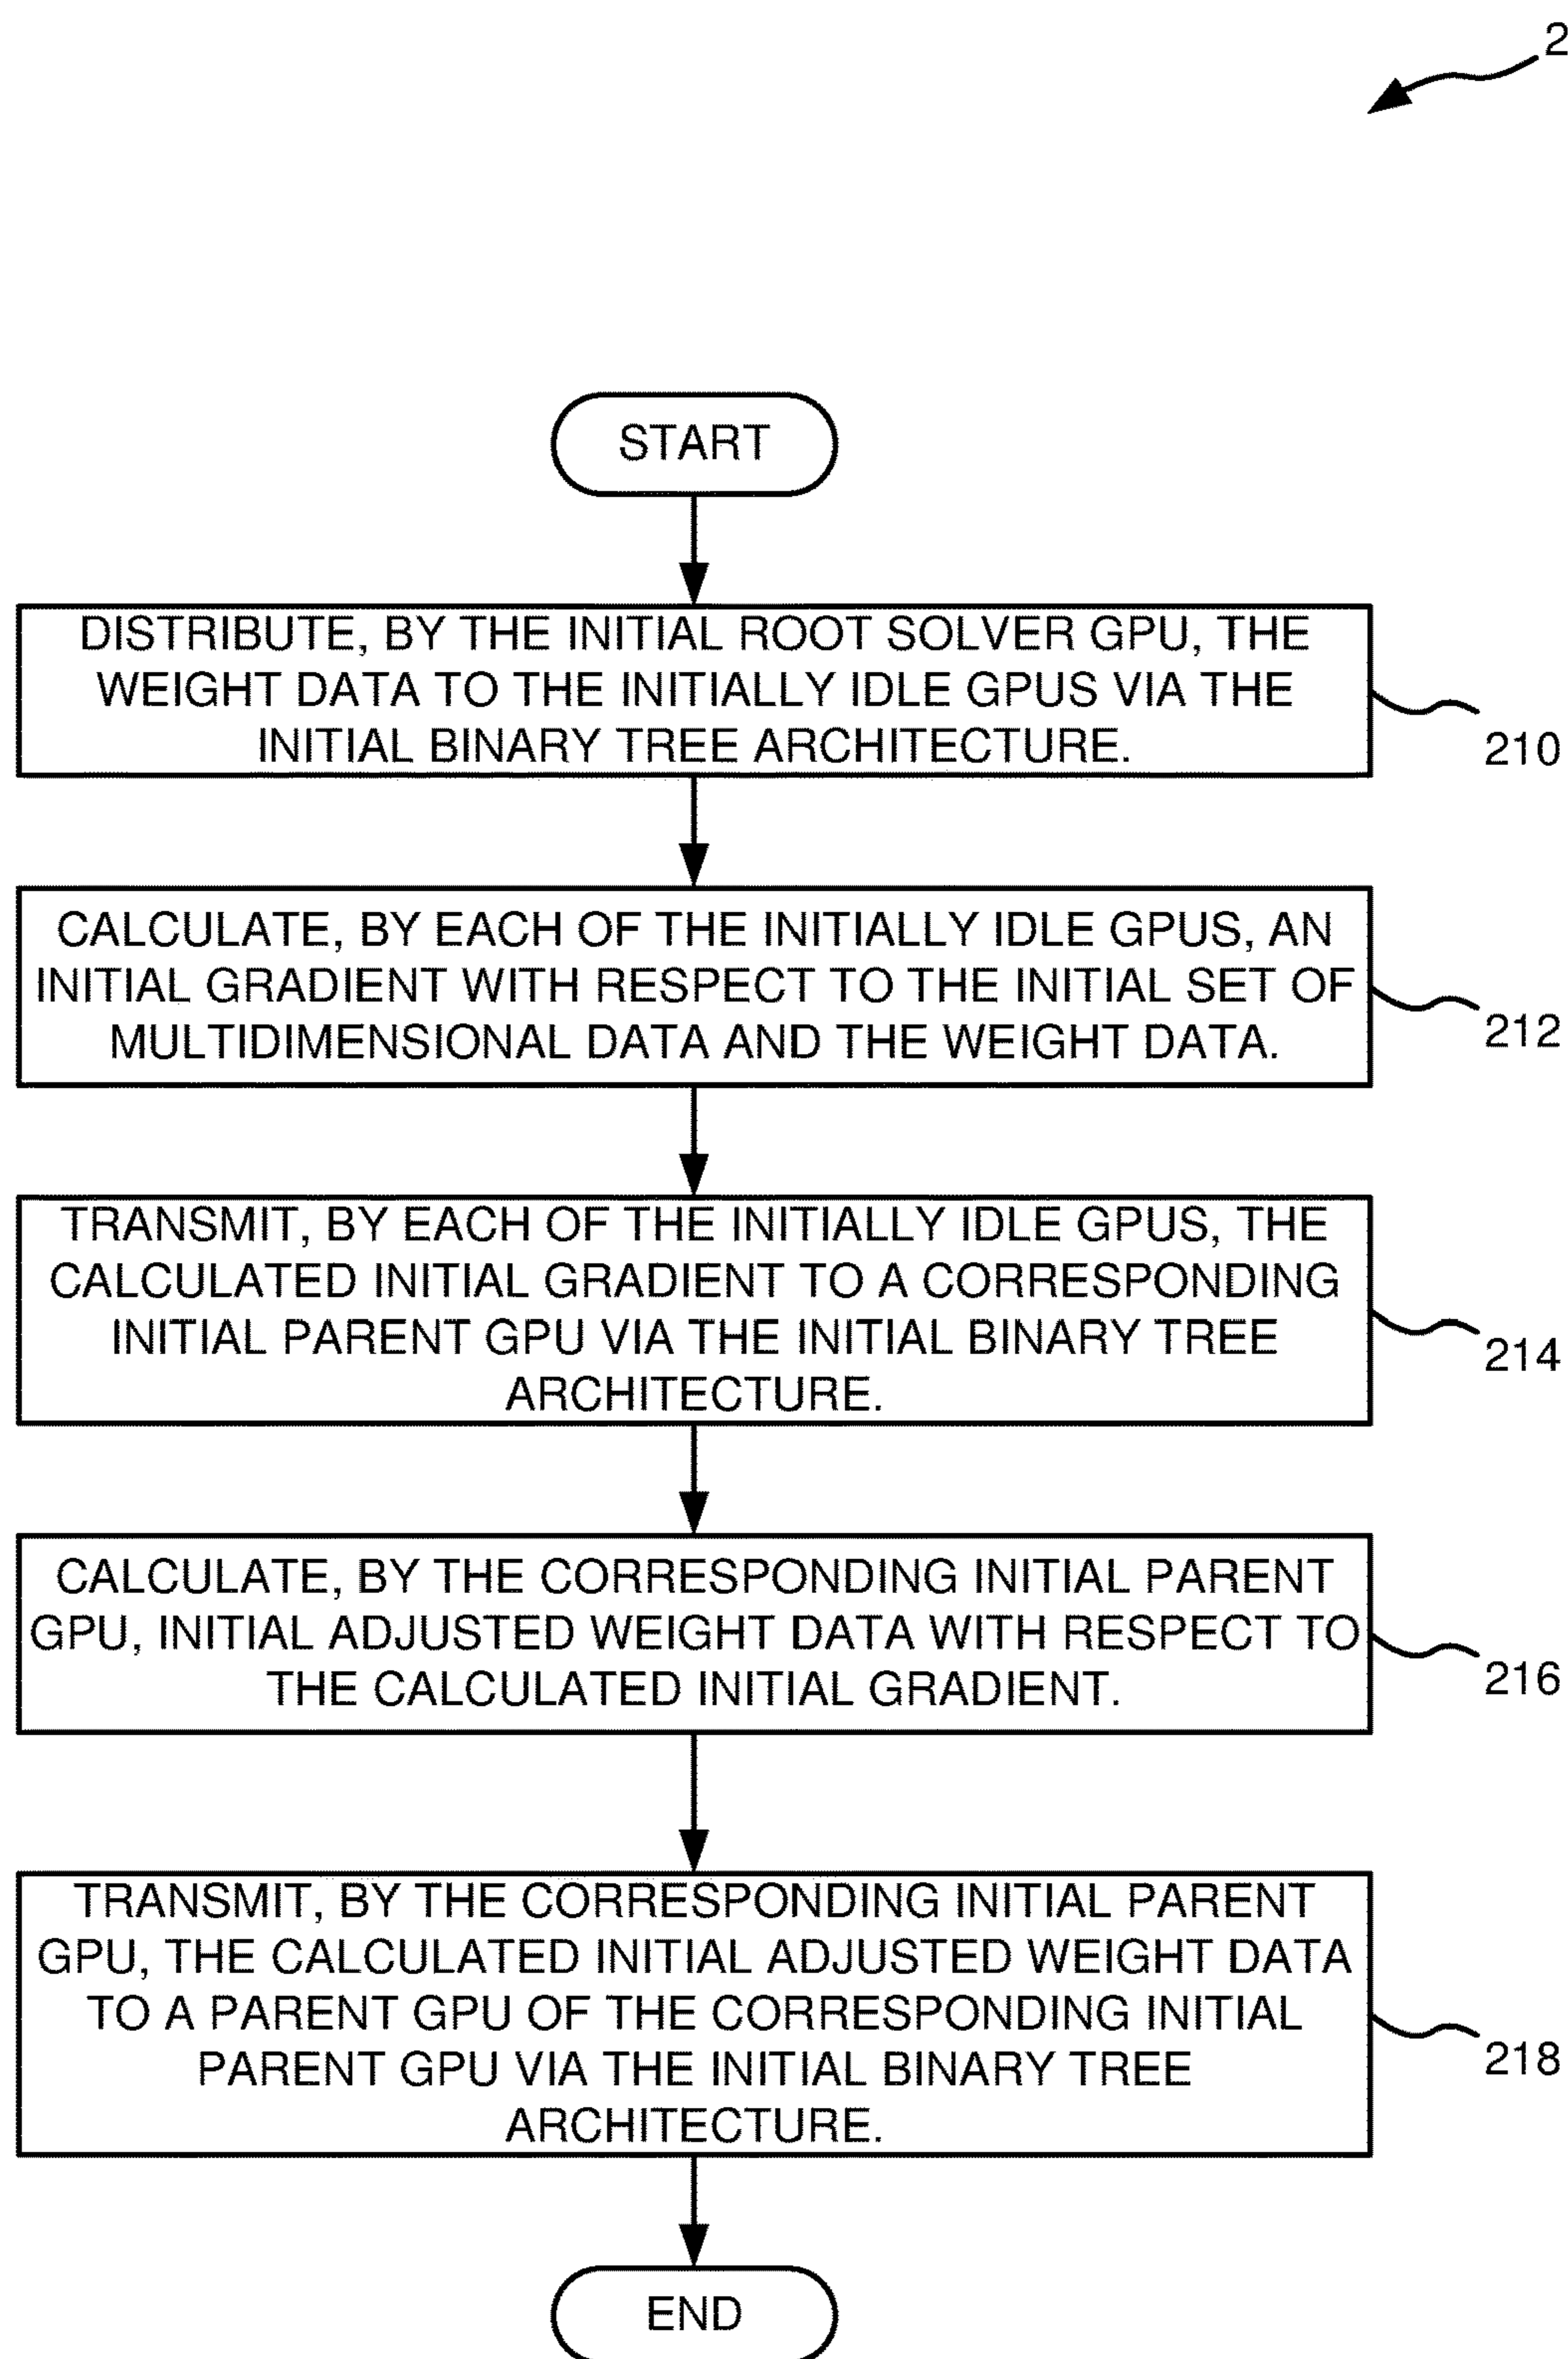 2
START
DISTRIBUTE, BY THE INITIAL ROOT SOLVER GPU, THE
WEIGHT DATA TO THE INITIALLY IDLE GPUS VIA THE
INITIAL BINARY TREE ARCHITECTURE.
210
CALCULATE, BY EACH OF THE INITIALLY IDLE GPUS, AN
INITIAL GRADIENT WITH RESPECT TO THE INITIAL SET OF
MULTIDIMENSIONAL DATA AND THE WEIGHT DATA.
212
TRANSMIT, BY EACH OF THE INITIALLY IDLE GPUS, THE
CALCULATED INITIAL GRADIENT TO A CORRESPONDING
INITIAL PARENT GPU VIA THE INITIAL BINARY TREE
ARCHITECTURE.
214
CALCULATE, BY THE CORRESPONDING INITIAL PARENT
GPU, INITIAL ADJUSTED WEIGHT DATA WITH RESPECT TO
THE CALCULATED INITIAL GRADIENT.
216
TRANSMIT, BY THE CORRESPONDING INITIAL PARENT
GPU, THE CALCULATED INITIAL ADJUSTED WEIGHT DATA
TO A PARENT GPU OF THE CORRESPONDING INITIAL
PARENT GPU VIA THE INITIAL BINARY TREE
ARCHITECTURE.
218
END